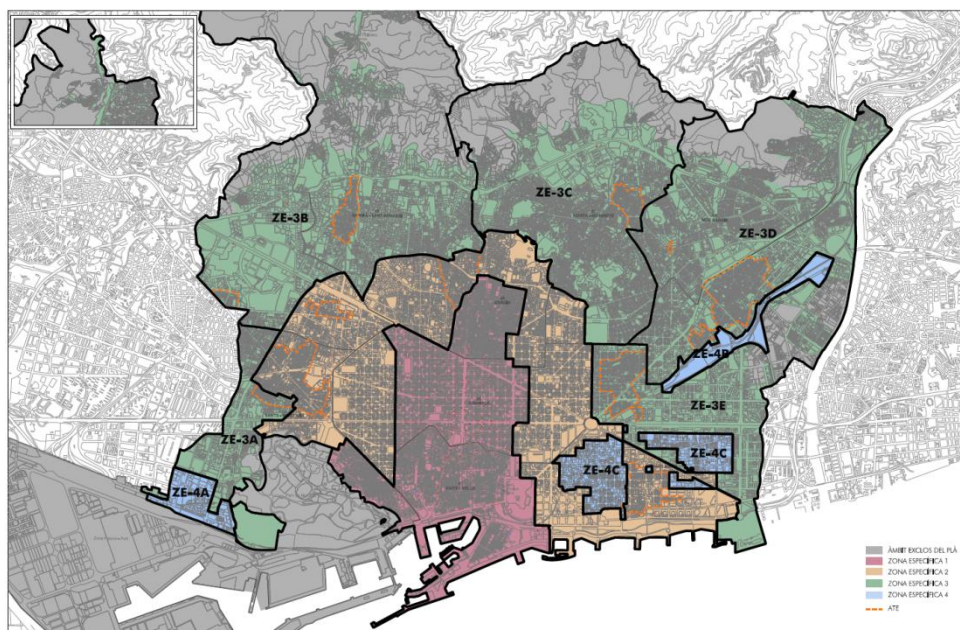 ZE-3B
ZE-3C
ZE-3D
ZE-4B
ZE-3E
ZE-3A
ZE-4C
ZE-4C
ZE-4A
ÀMBIT EXCLÒS DEL PLÀ
ZONA ESPECÍFICA 1
ZONA ESPECÍFICA 2
ZONA ESPECÍFICA 3
ZONA ESPECÍFICA 4
ATE